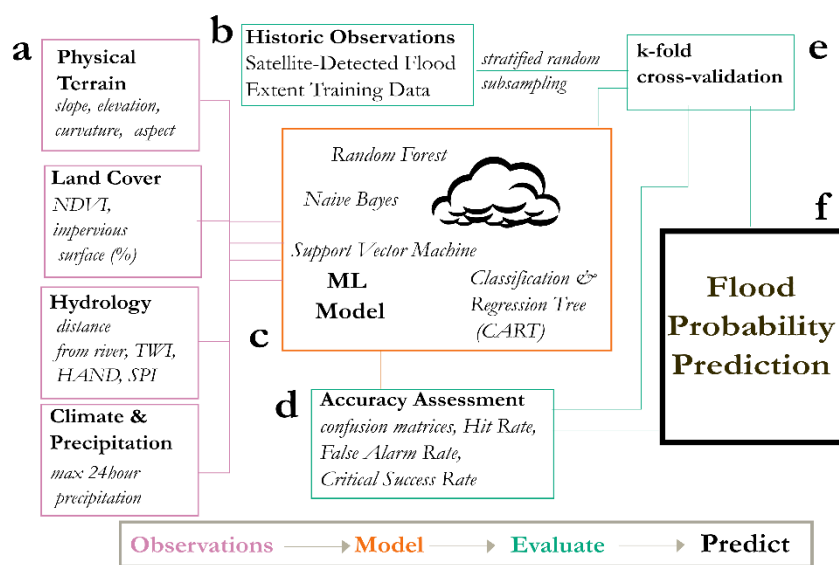 a
Physical
Terrain
slope, elevation,
curvature, aspect
Land Cover
NDVI,
impervious
surface (%)
Hydrology
distance
from river, TWI,
HAND, SPI
Climate &
Precipitation
max 24hour
precipitation
b
Historic Observations
Satellite-Detected Flood
Extent Training Data
stratified random
subsampling
k-fold
cross-validation
e
Random Forest
Naive Bayes
Support Vector Machine
ML
Model
Classification &
Regression Tree
(CART)
c
d
Accuracy Assessment
confusion matrices, Hit Rate,
False Alarm Rate,
Critical Success Rate
f
Flood
Probability
Prediction
Observations Model Evaluate Predict